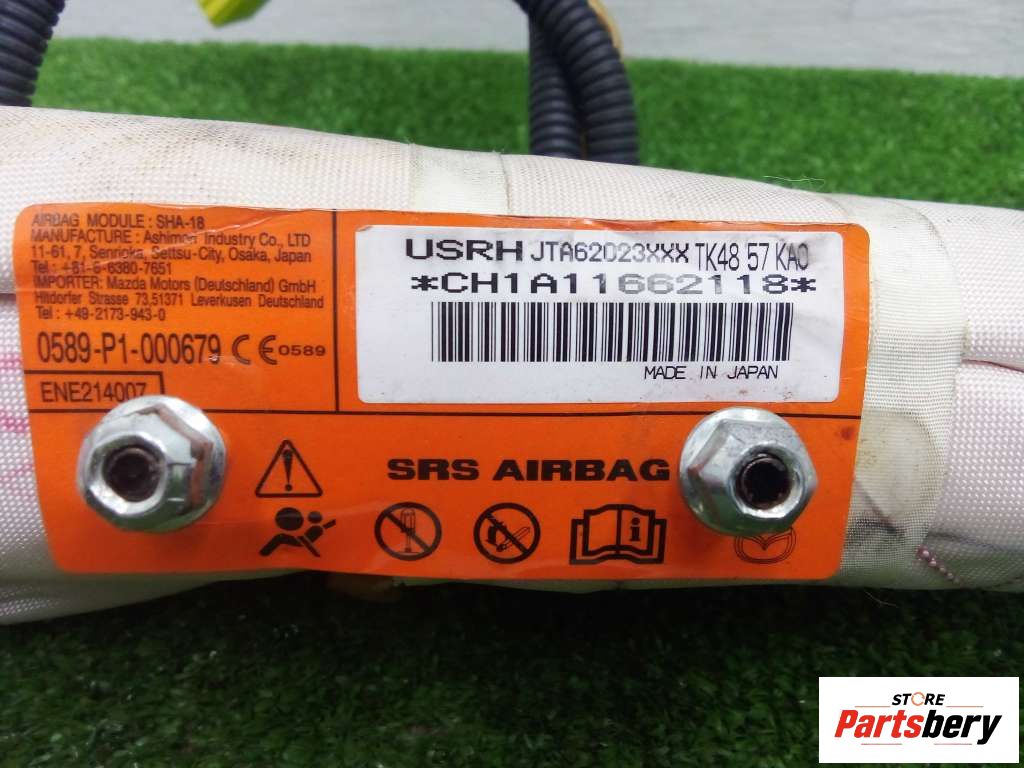 AIRBAG MODULE : SHA-18
MANUFACTURE : Ashimori Industry Co., LTD
11-61, 7, Senrioka, Settsu-City, Osaka, Japan
Tel : +81-6-6380-7651
IMPORTER: Mazda Motors (Deutschland) GmbH
Hitdorfer Strasse 73,51371 Leverkusen Deutschland
Tel : +49-2173-943-0
0589-P1-000679 CE 0589
ENE214007
USRH JTA62023XXX TK48 57 KA0
*CH1A11662118*
MADE IN JAPAN
SRS AIRBAG
STORE
Partsbery